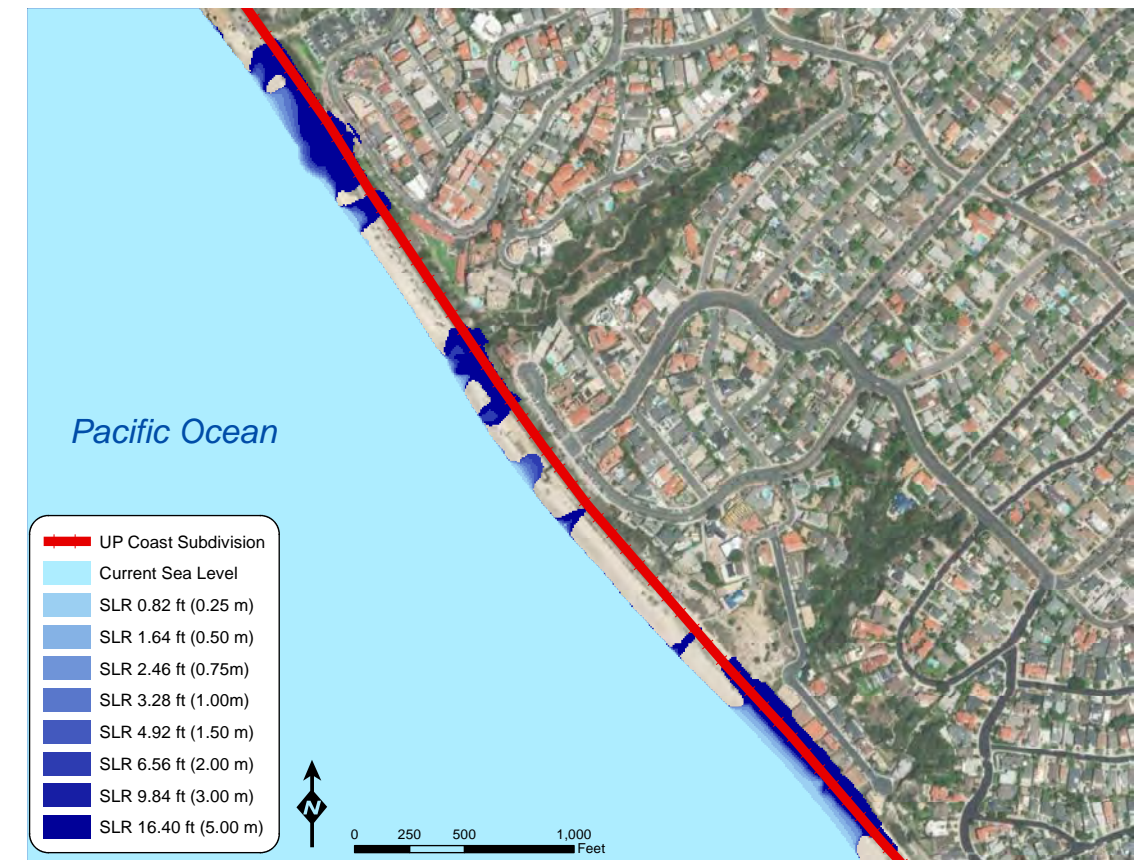 Pacific Ocean
UP Coast Subdivision
Current Sea Level
SLR 0.82 ft (0.25 m)
SLR 1.64 ft (0.50 m)
SLR 2.46 ft (0.75m)
SLR 3.28 ft (1.00m)
SLR 4.92 ft (1.50 m)
SLR 6.56 ft (2.00 m)
SLR 9.84 ft (3.00 m)
SLR 16.40 ft (5.00 m)
N
0 250 500 1,000
Feet